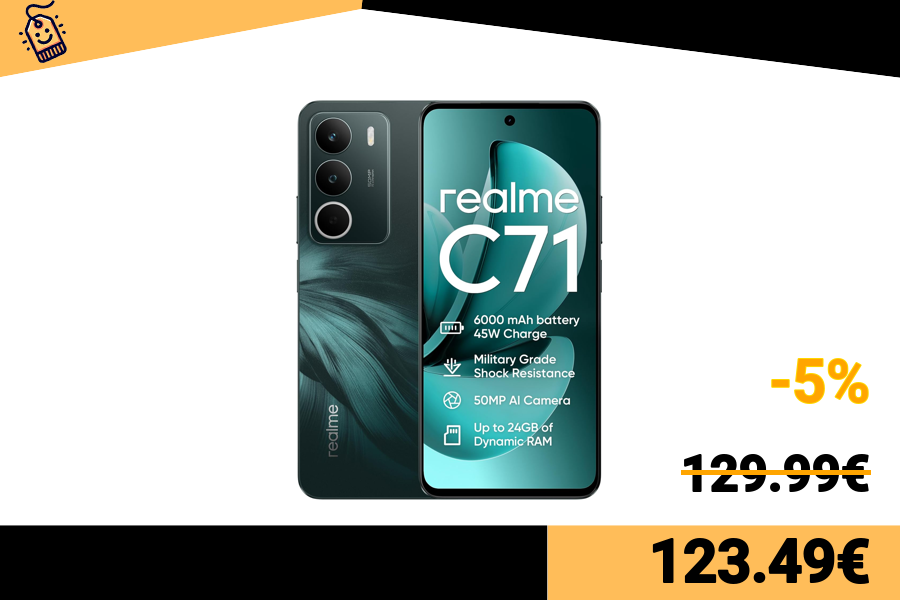 realme
C71
6000 mAh battery
45W Charge
Military Grade
Shock Resistance
50MP AI Camera
Up to 24GB of
Dynamic RAM
realme
-5%
129.99€
123.49€